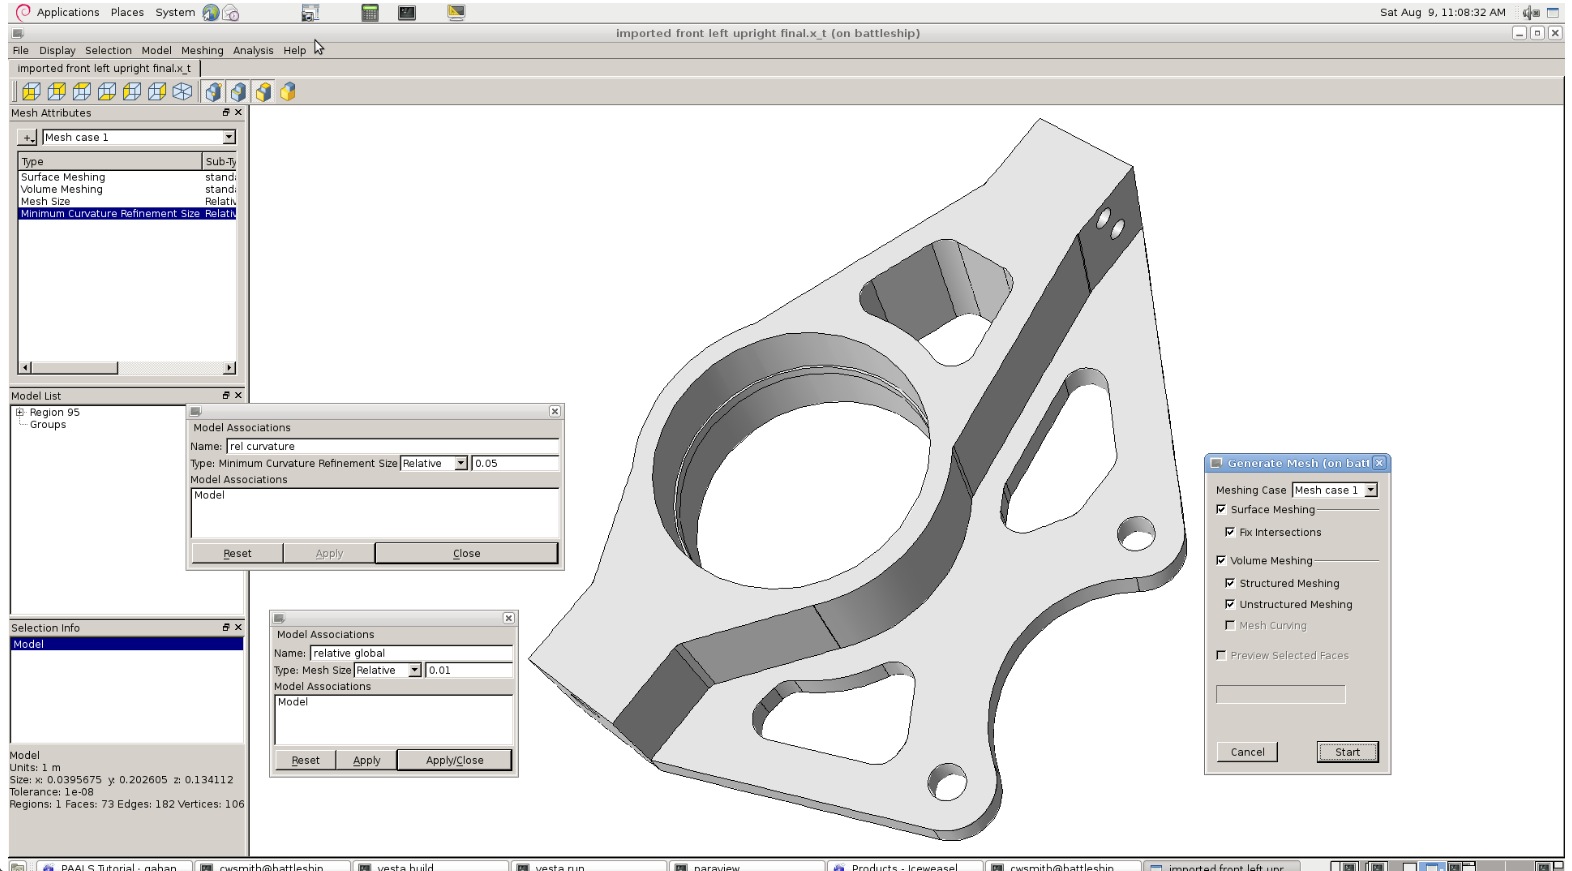 Applications Places System
Sat Aug 9, 11:08:32 AM
imported front left upright final.x_t (on battleship)
File Display Selection Model Meshing Analysis Help
imported front left upright final.x_t
Mesh Attributes
Mesh case 1
Type Sub-Ty
Surface Meshing standa
Volume Meshing standa
Mesh Size Relativ
Minimum Curvature Refinement Size Relativ
Model List
Region 95
Groups
Model Associations
Name: rel curvature
Type: Minimum Curvature Refinement Size Relative 0.05
Model Associations
Model
Reset Apply Close
Model Associations
Name: relative global
Type: Mesh Size Relative 0.01
Model Associations
Model
Reset Apply Apply/Close
Generate Mesh (on batt
Meshing Case Mesh case 1
Surface Meshing
Fix Intersections
Volume Meshing
Structured Meshing
Unstructured Meshing
Mesh Curving
Preview Selected Faces
Cancel Start
Selection Info
Model
Model
Units: 1 m
Size: x: 0.0395675 y: 0.202605 z: 0.134112
Tolerance: 1e-08
Regions: 1 Faces: 73 Edges: 182 Vertices: 106
PAALS Tutorial - gahan cwsmith@battleship vesta build vesta run paraview Products - Iceweasel cwsmith@battleship imported front left upr